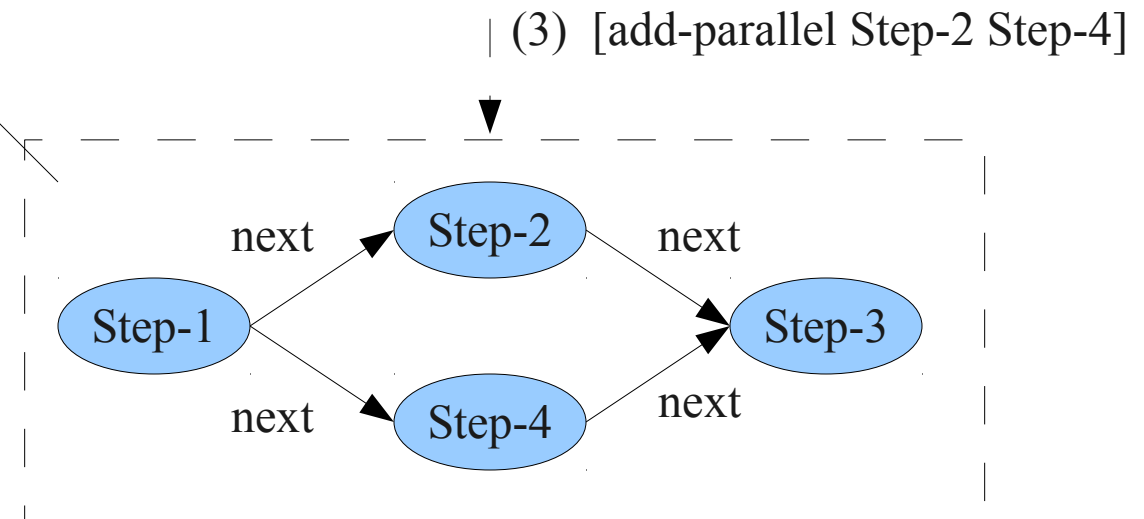 (3) [add-parallel Step-2 Step-4]
next
Step-2
next
Step-1
Step-3
next
Step-4
next